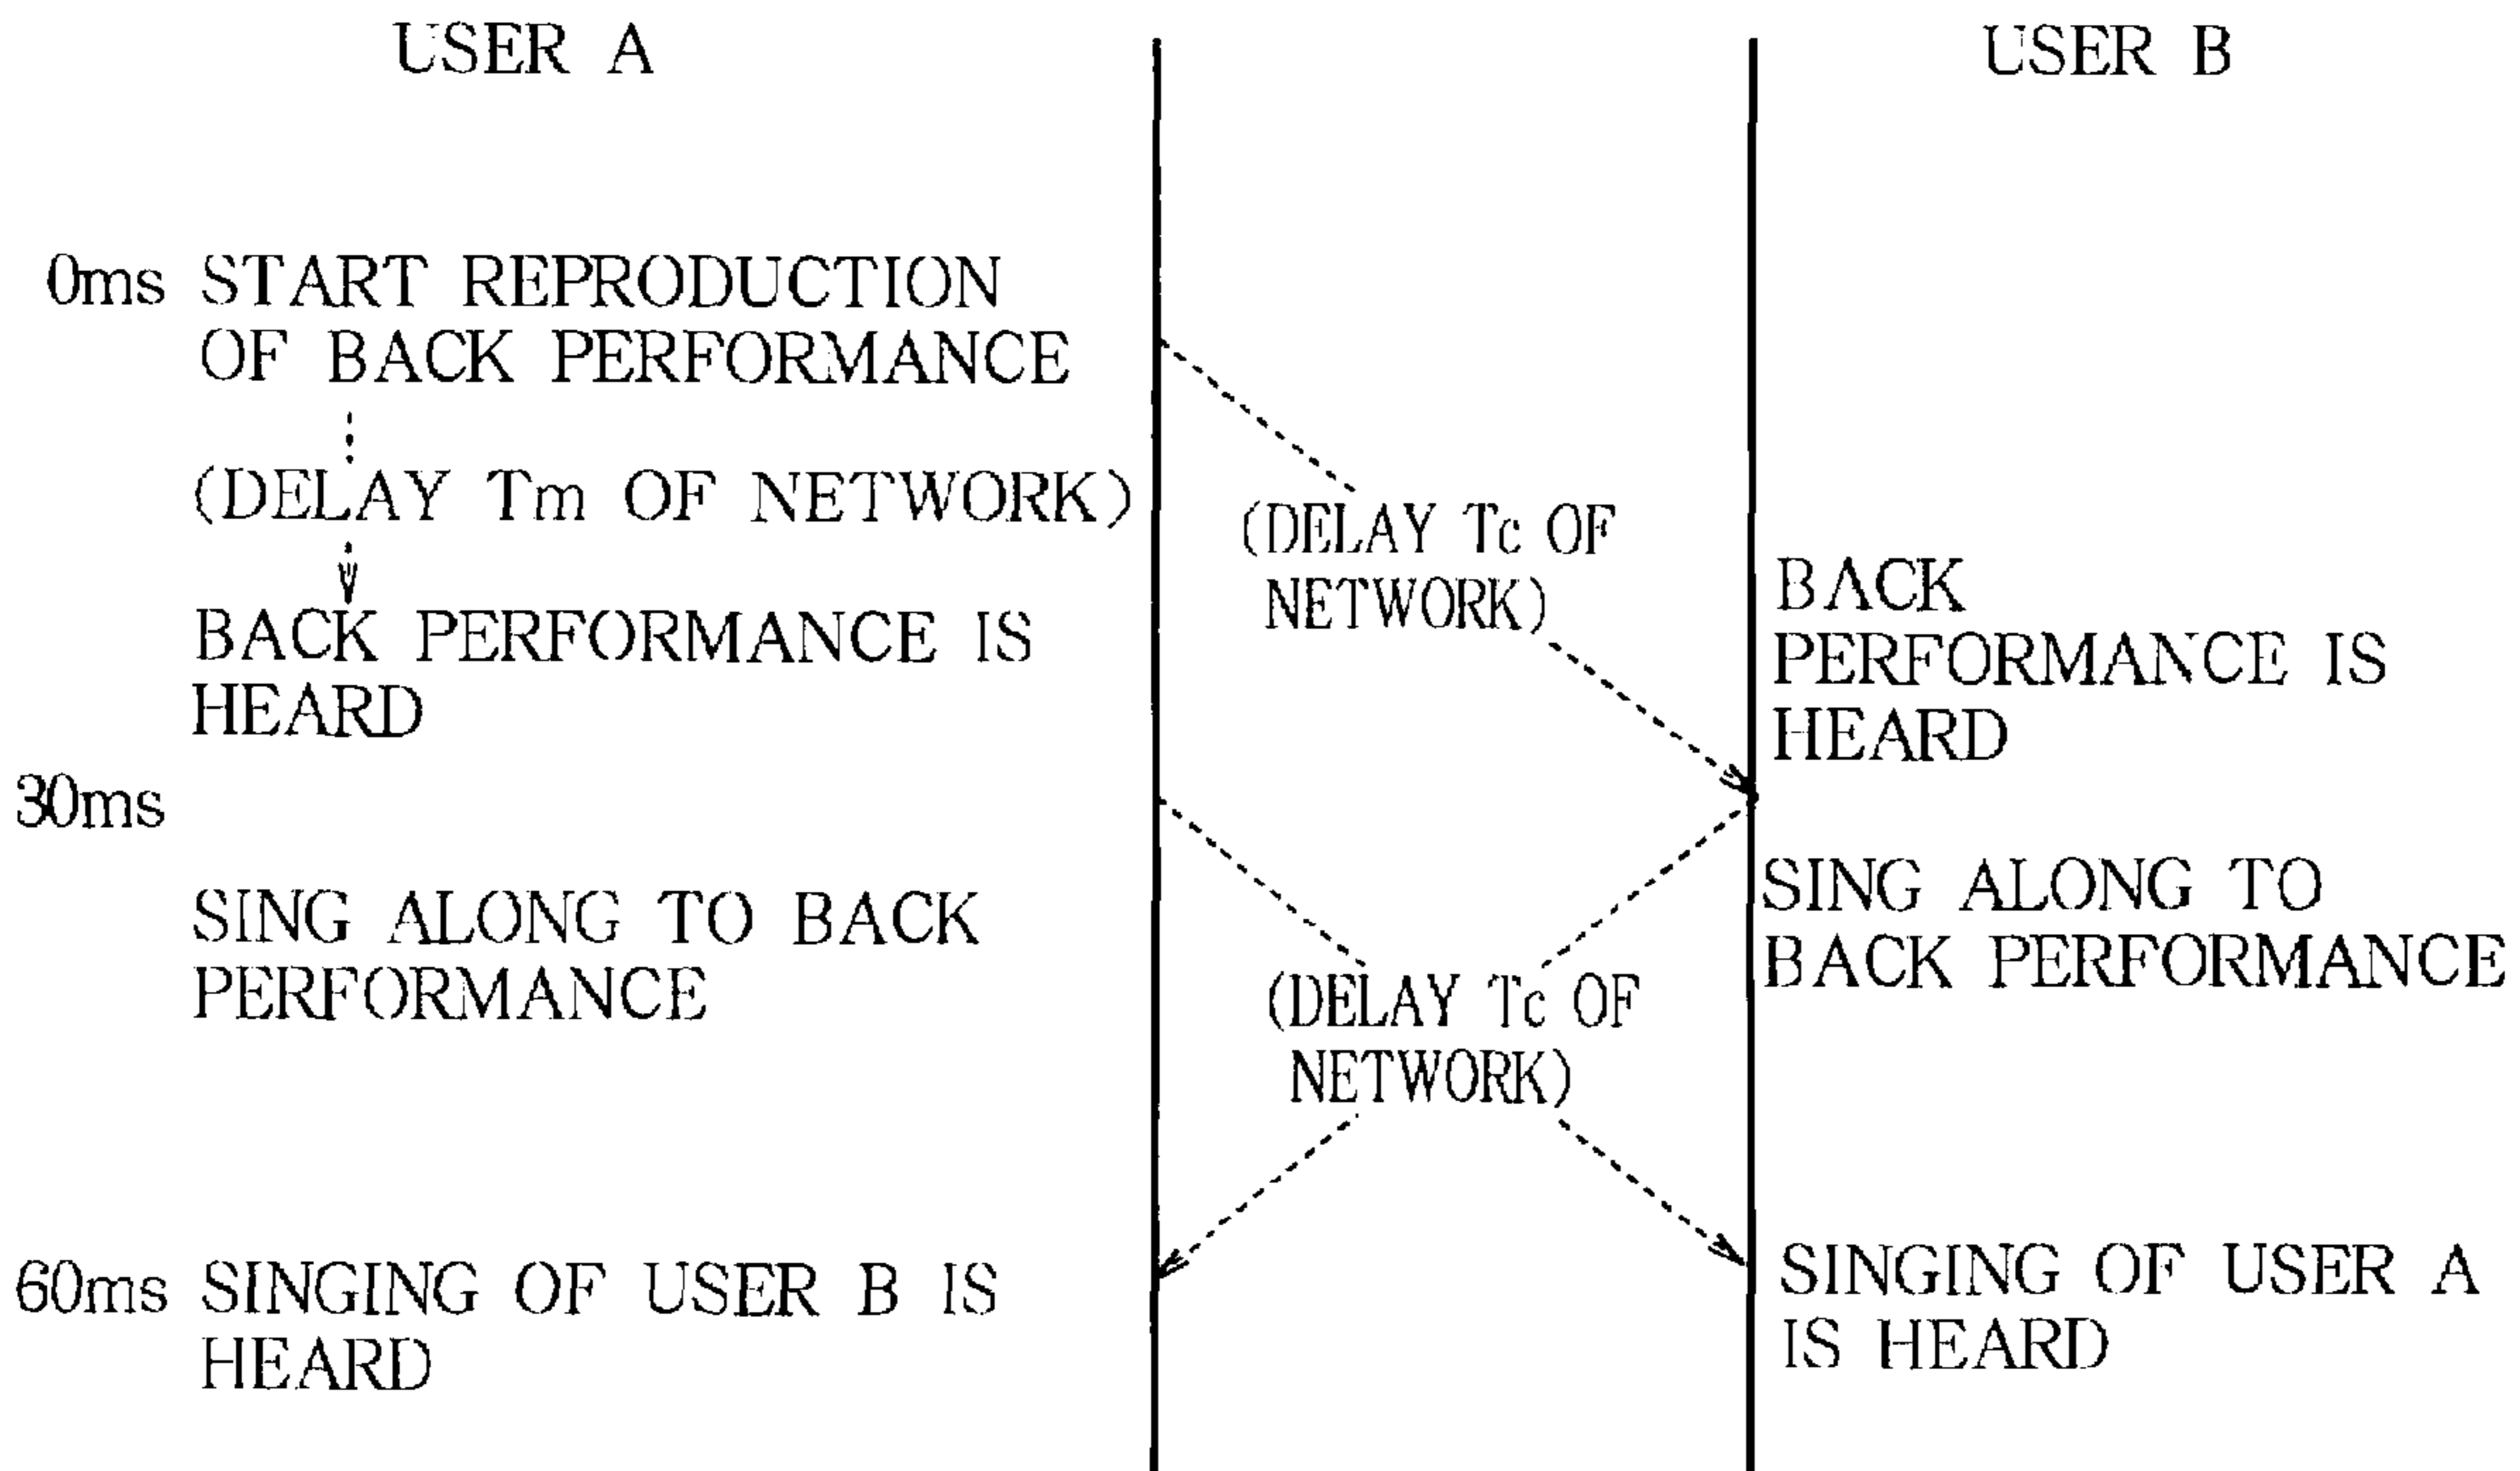 USER A
USER B
0ms START REPRODUCTION
OF BACK PERFORMANCE
(DELAY Tm OF NETWORK)
BACK PERFORMANCE IS
HEARD
(DELAY Tc OF
NETWORK)
BACK
PERFORMANCE IS
HEARD
30ms
SING ALONG TO BACK
PERFORMANCE
SING ALONG TO
BACK PERFORMANCE
(DELAY Tc OF
NETWORK)
60ms SINGING OF USER B IS
HEARD
SINGING OF USER A
IS HEARD